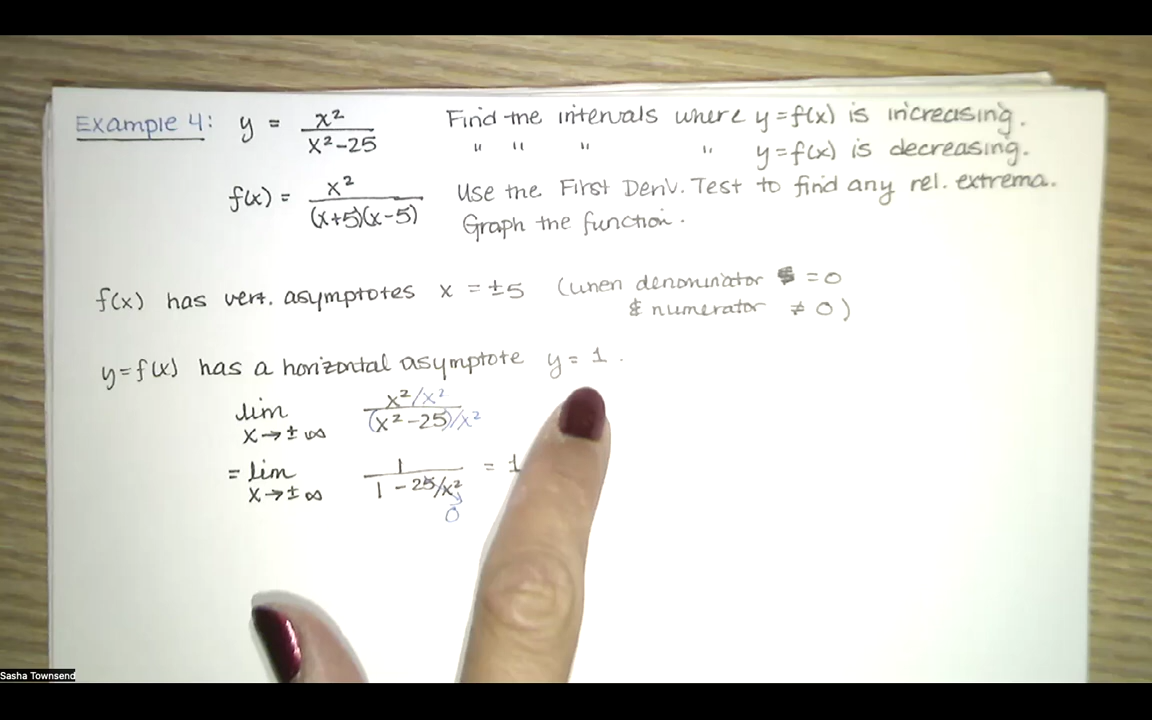 Example 4: y = x²/(x²-25) Find the intervals where y=f(x) is increasing.
" " " " y=f(x) is decreasing.
f(x) = x²/((x+5)(x-5)) Use the First Deriv. Test to find any rel. extrema.
Graph the function.
f(x) has vert. asymptotes x = ±5 (when denominator = 0
& numerator ≠ 0)
y=f(x) has a horizontal asymptote y = 1.
lim x→±∞ (x²/x²)/((x²-25)/x²)
= lim x→±∞ 1/(1 - 25/x²) = 1
0
Sasha Townsend